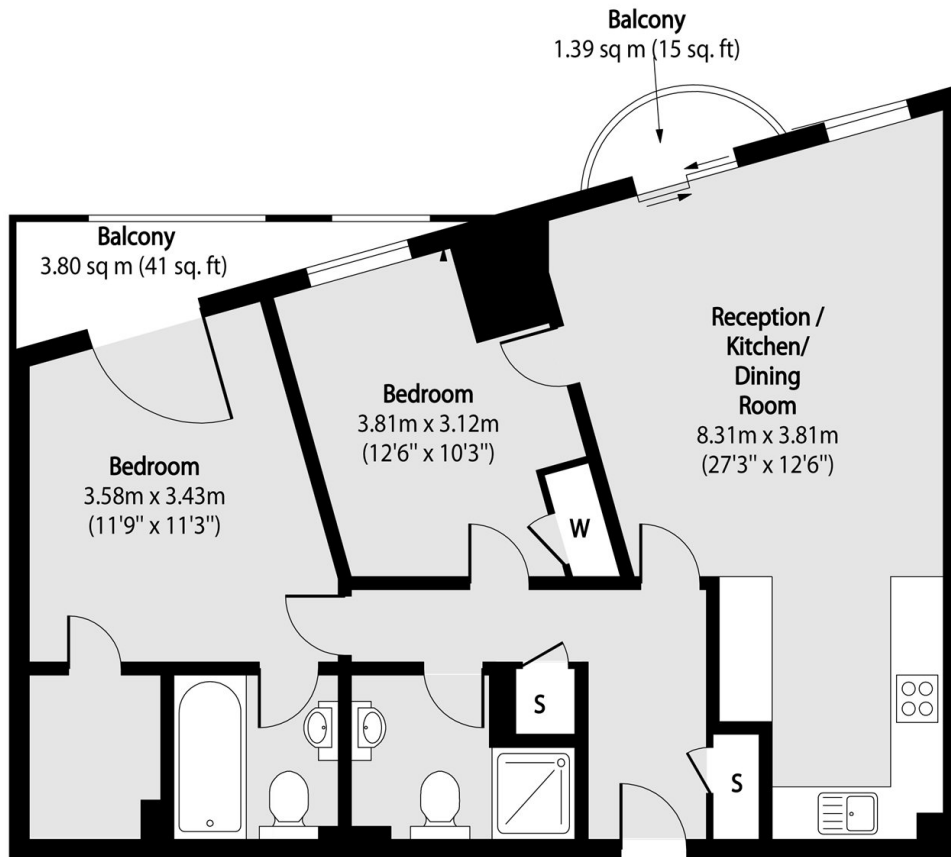 Balcony
1.39 sq m (15 sq. ft)
Balcony
3.80 sq m (41 sq. ft)
Reception /
Kitchen/
Dining
Room
8.31m x 3.81m
(27'3" x 12'6")
Bedroom
3.81m x 3.12m
(12'6" x 10'3")
Bedroom
3.58m x 3.43m
(11'9" x 11'3")
W
S
S